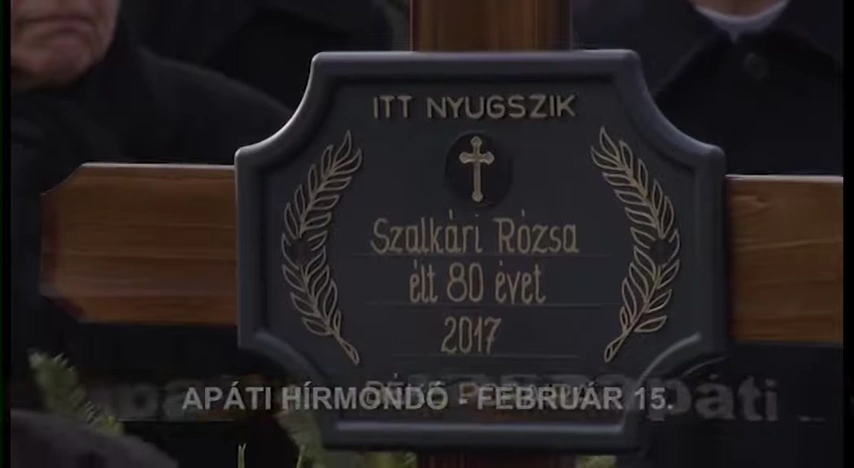 ITT NYUGSZIK
Szalkári Rózsa
élt 80 évet
2017
APÁTI HÍRMONDÓ - FEBRUÁR 15.